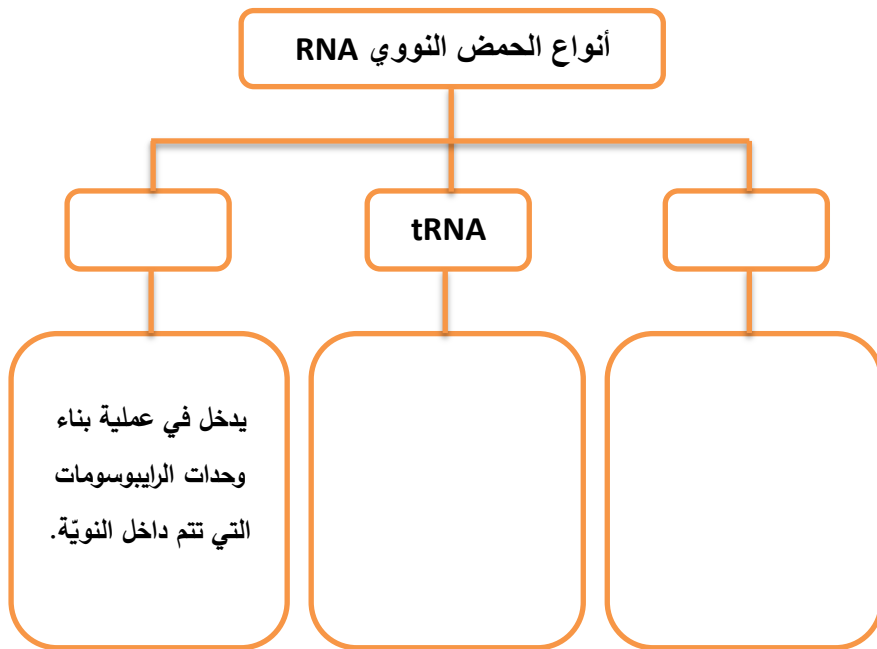 أنواع الحمض النووي RNA
tRNA
يدخل في عملية بناء
وحدات الرايبوسومات
التي تتم داخل النويّة.